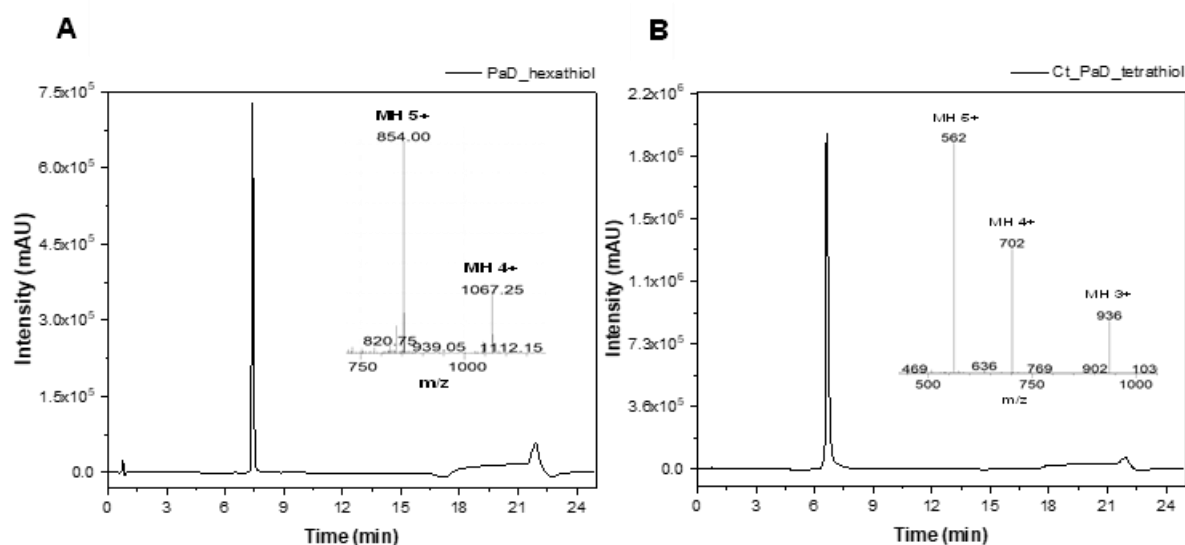 A
PaD_hexathiol
7.5x10⁵
6.0x10⁵
4.5x10⁵
3.0x10⁵
1.5x10⁵
0.0
Intensity (mAU)
MH 5+
854.00
MH 4+
1067.25
820.75
939.05
1112.15
750
1000
m/z
0 3 6 9 12 15 18 21 24
Time (min)
B
Ct_PaD_tetrathiol
2.2x10⁶
1.8x10⁶
1.5x10⁶
1.1x10⁶
7.3x10⁵
3.6x10⁵
0.0
Intensity (mAU)
MH 5+
562
MH 4+
702
MH 3+
936
469
636
769
902
103
500
750
1000
m/z
0 3 6 9 12 15 18 21 24
Time (min)